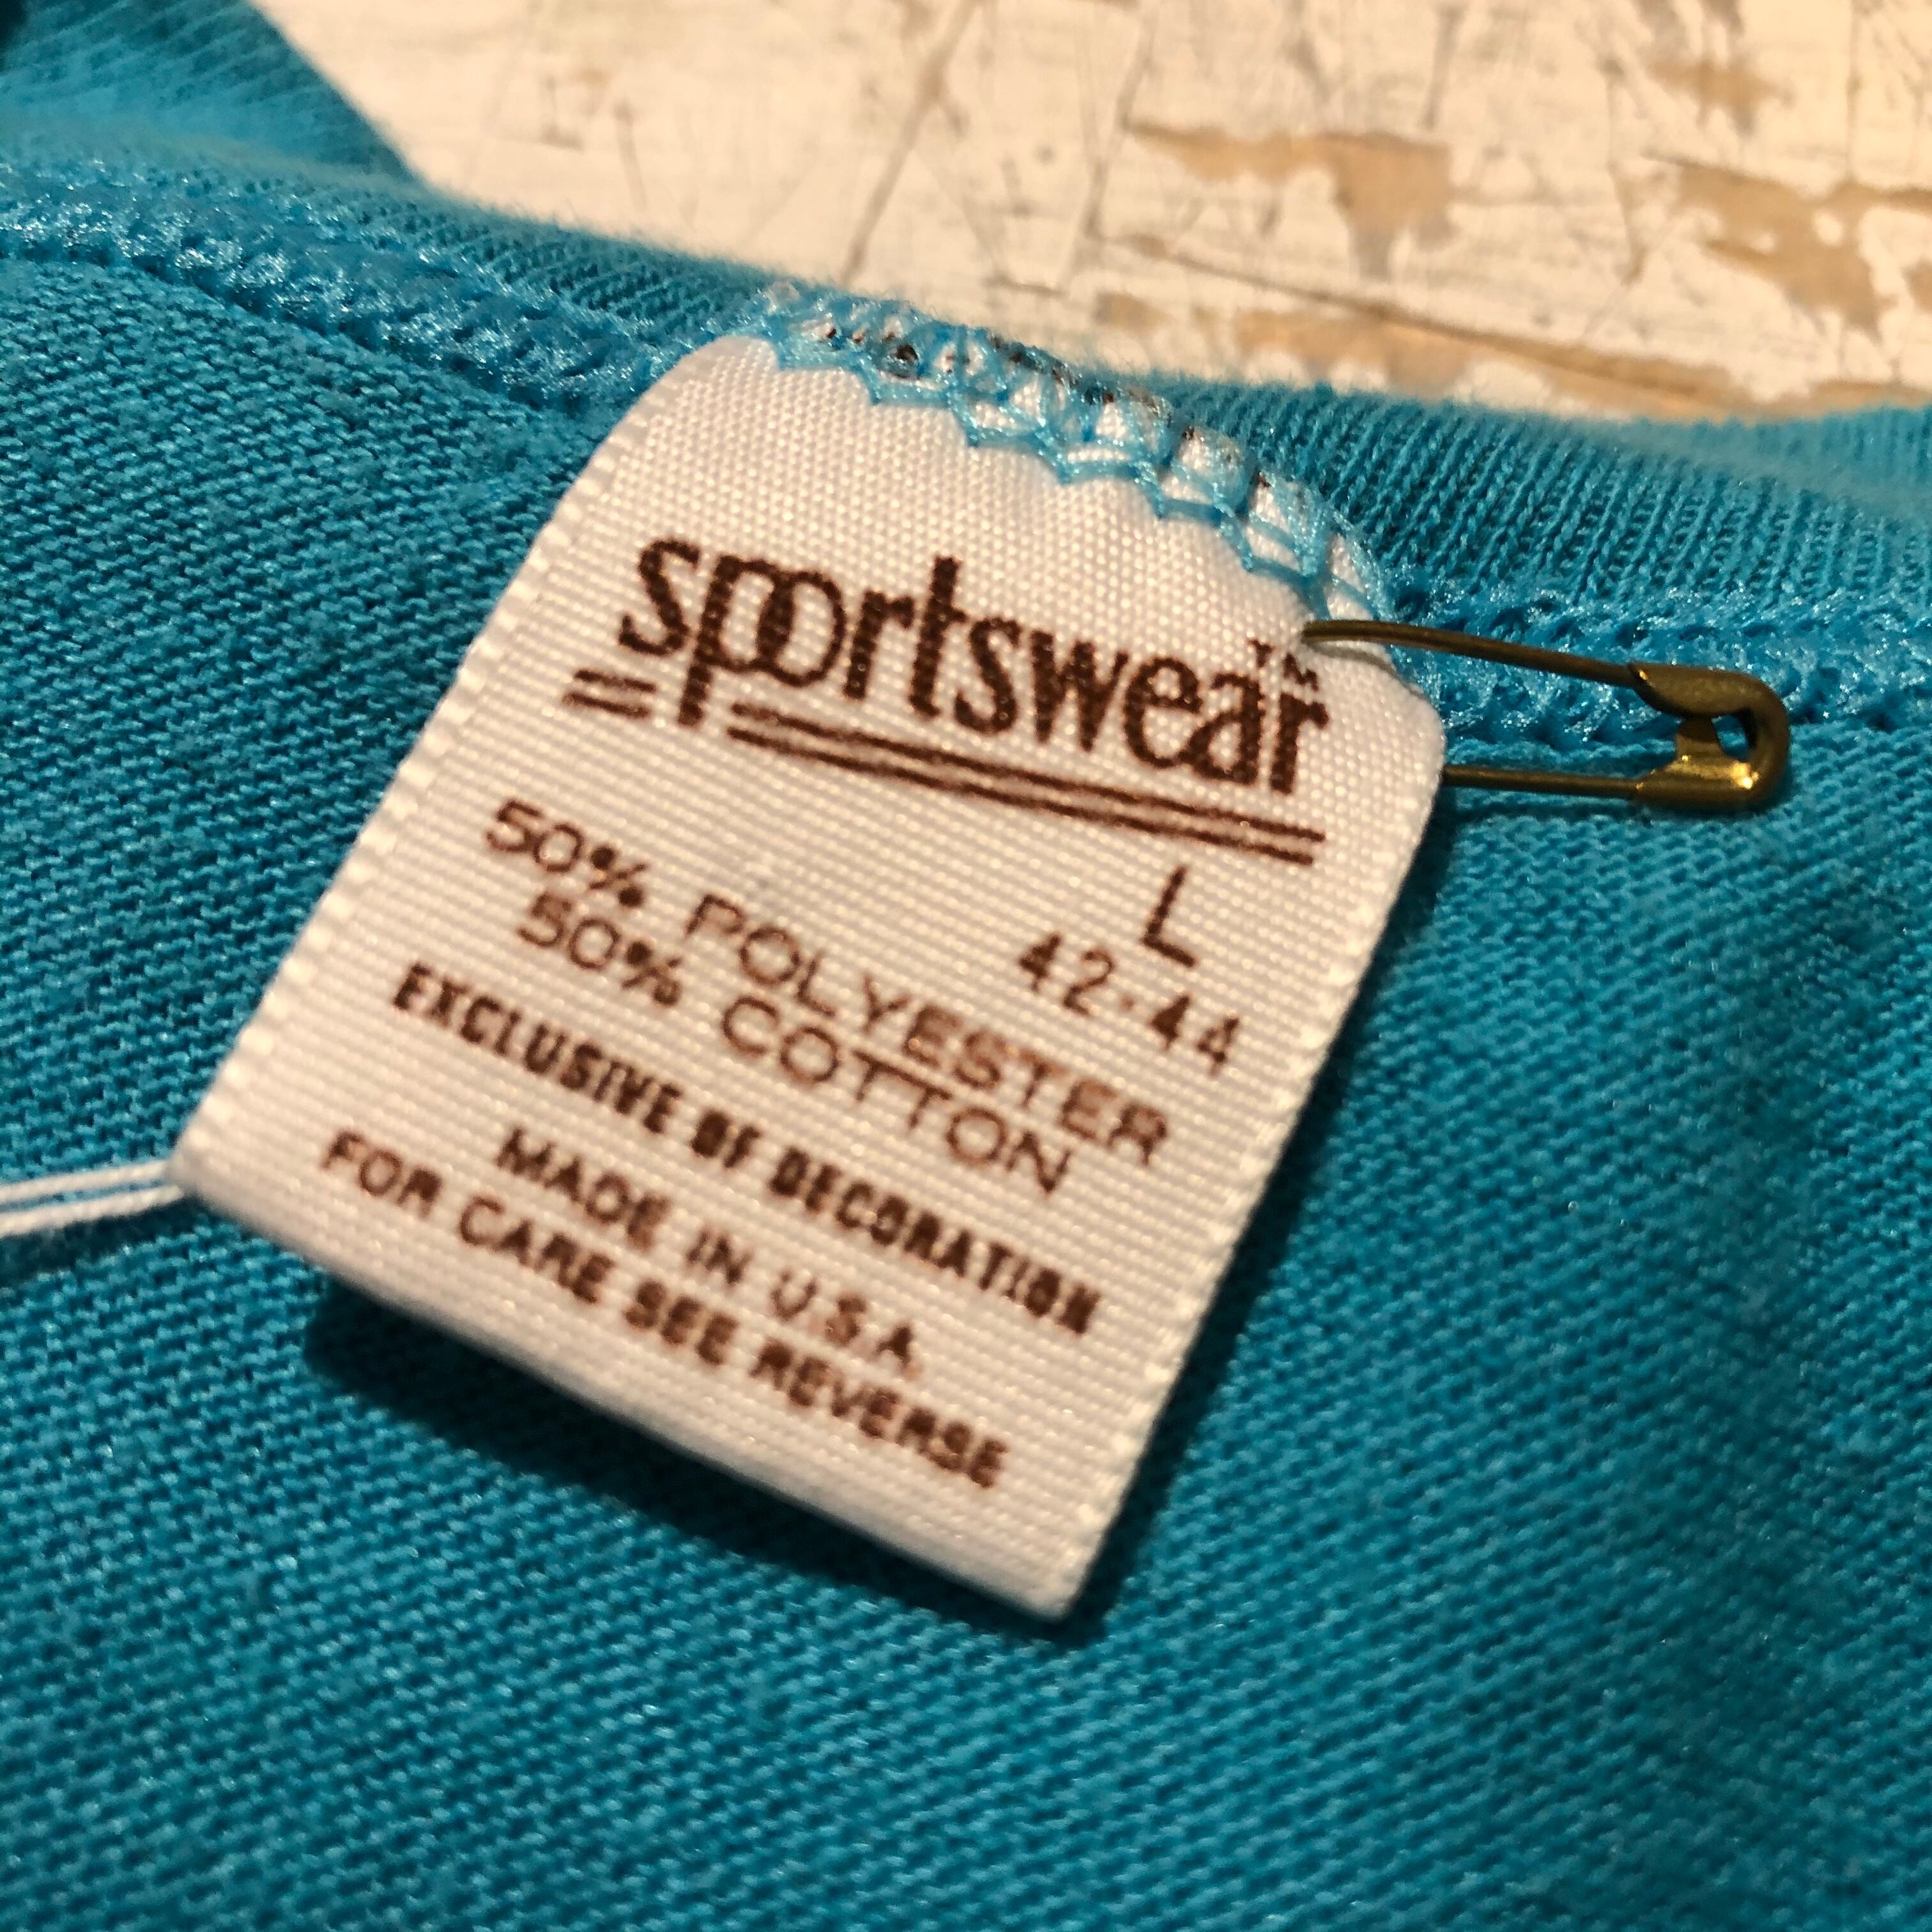 sportswear™
L
50% POLYESTER 42-44
50% COTTON
EXCLUSIVE OF DECORATION
MADE IN U.S.A.
FOR CARE SEE REVERSE